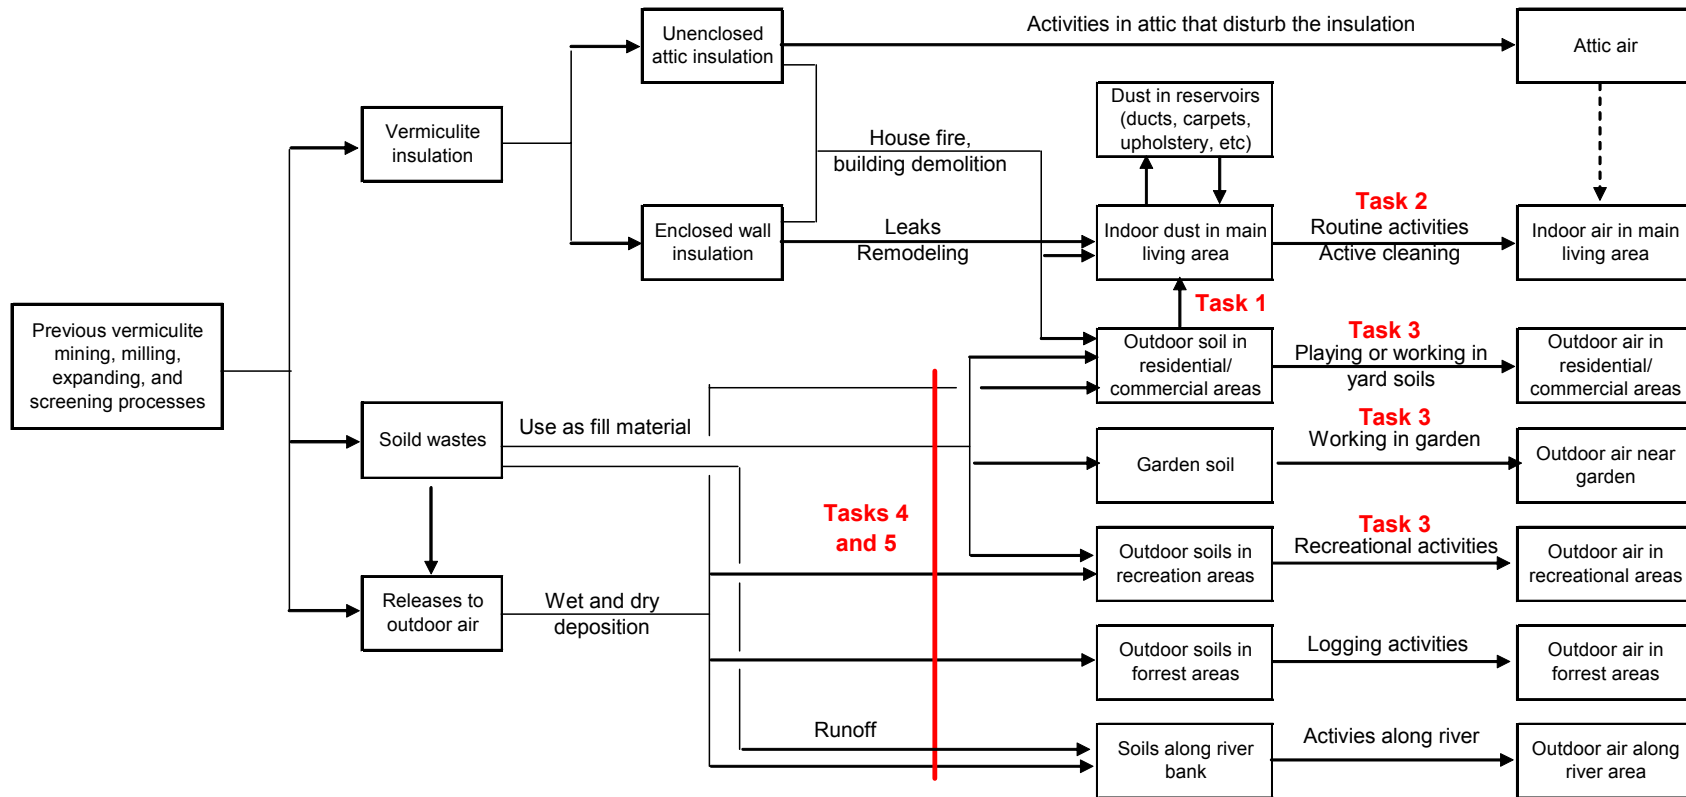 Unenclosed
attic insulation
Activities in attic that disturb the insulation
Attic air
Vermiculite
insulation
House fire,
building demolition
Dust in reservoirs
(ducts, carpets,
upholstery, etc)
Enclosed wall
insulation
Leaks
Remodeling
Indoor dust in main
living area
Task 2
Routine activities
Active cleaning
Indoor air in main
living area
Task 1
Previous vermiculite
mining, milling,
expanding, and
screening processes
Outdoor soil in
residential/
commercial areas
Task 3
Playing or working in
yard soils
Outdoor air in
residential/
commercial areas
Soild wastes
Use as fill material
Garden soil
Task 3
Working in garden
Outdoor air near
garden
Tasks 4
and 5
Outdoor soils in
recreation areas
Task 3
Recreational activities
Outdoor air in
recreational areas
Releases to
outdoor air
Wet and dry
deposition
Outdoor soils in
forrest areas
Logging activities
Outdoor air in
forrest areas
Runoff
Soils along river
bank
Activies along river
Outdoor air along
river area